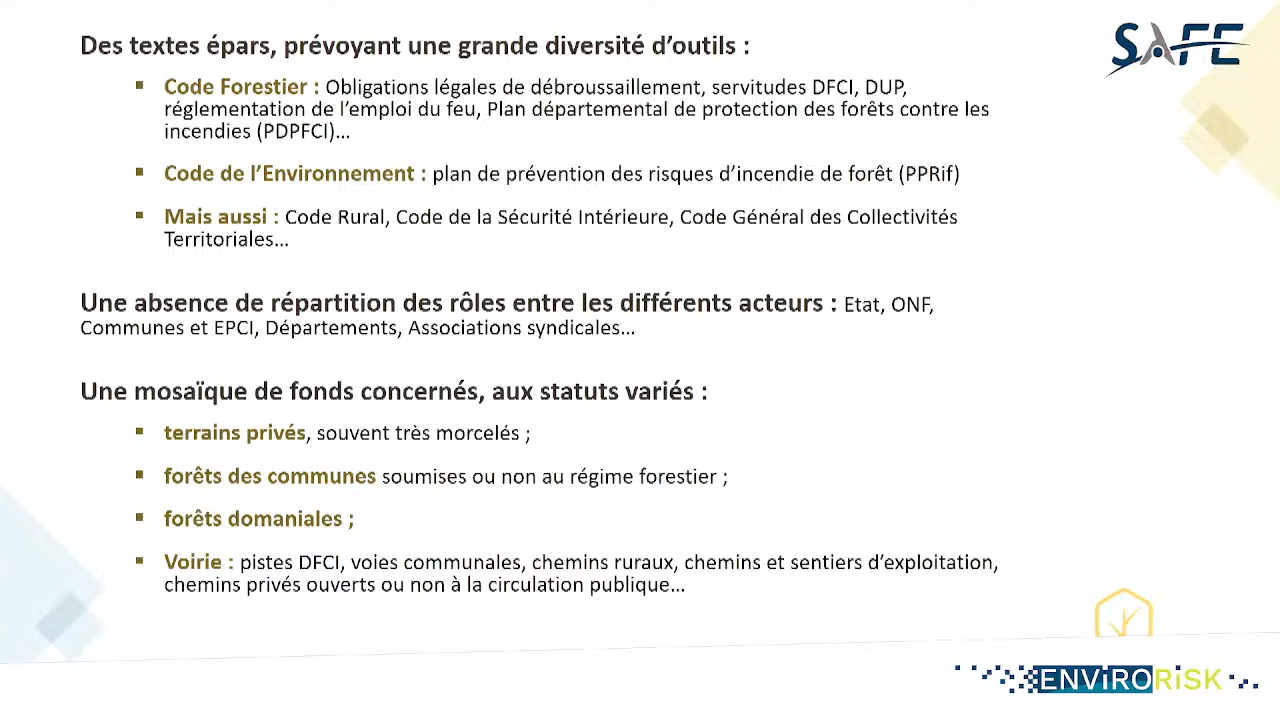 Des textes épars, prévoyant une grande diversité d’outils :
SAFE
▪ Code Forestier : Obligations légales de débroussaillement, servitudes DFCI, DUP,
réglementation de l’emploi du feu, Plan départemental de protection des forêts contre les
incendies (PDPFCI)…
▪ Code de l’Environnement : plan de prévention des risques d’incendie de forêt (PPRif)
▪ Mais aussi : Code Rural, Code de la Sécurité Intérieure, Code Général des Collectivités
Territoriales…
Une absence de répartition des rôles entre les différents acteurs : Etat, ONF,
Communes et EPCI, Départements, Associations syndicales…
Une mosaïque de fonds concernés, aux statuts variés :
▪ terrains privés, souvent très morcelés ;
▪ forêts des communes soumises ou non au régime forestier ;
▪ forêts domaniales ;
▪ Voirie : pistes DFCI, voies communales, chemins ruraux, chemins et sentiers d’exploitation,
chemins privés ouverts ou non à la circulation publique…
ENViRORiSK